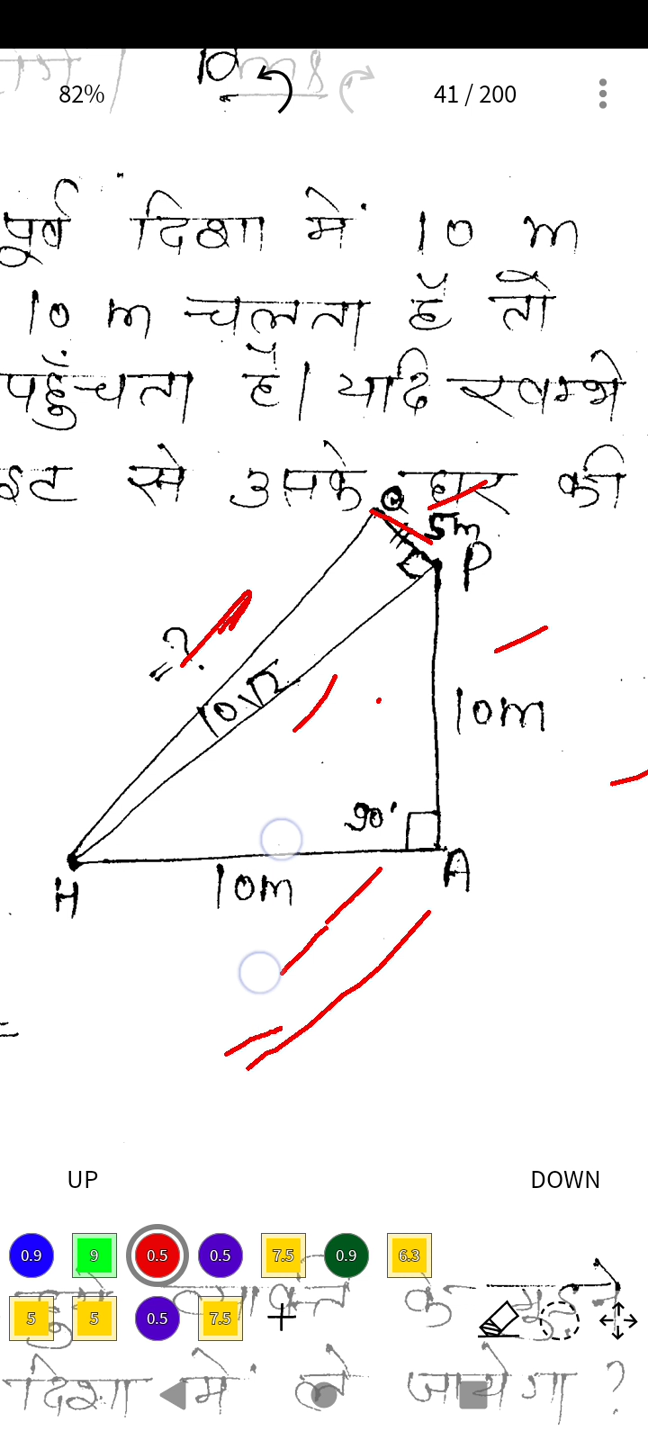 82%
41 / 200
पूर्व दिशा में 10 m
10 m चलता है तो
पहुँचता है। यदि खम्भे
से उसके घर की
Q
5m
P
=?
10√2
10m
90°
H
10m
A
=
UP
DOWN
0.9 9 0.5 0.5 7.5 0.9 6.3
5 5 0.5 7.5 +
दिशा में ले जायेगा ?